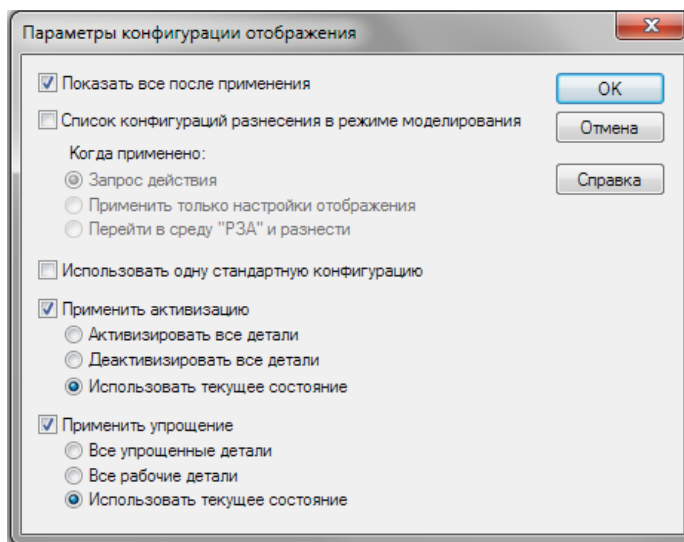 Параметры конфигурации отображения
Показать все после применения
OK
Список конфигураций разнесения в режиме моделирования
Отмена
Когда применено:
Запрос действия
Справка
Применить только настройки отображения
Перейти в среду "РЗА" и разнести
Использовать одну стандартную конфигурацию
Применить активизацию
Активизировать все детали
Деактивизировать все детали
Использовать текущее состояние
Применить упрощение
Все упрощенные детали
Все рабочие детали
Использовать текущее состояние